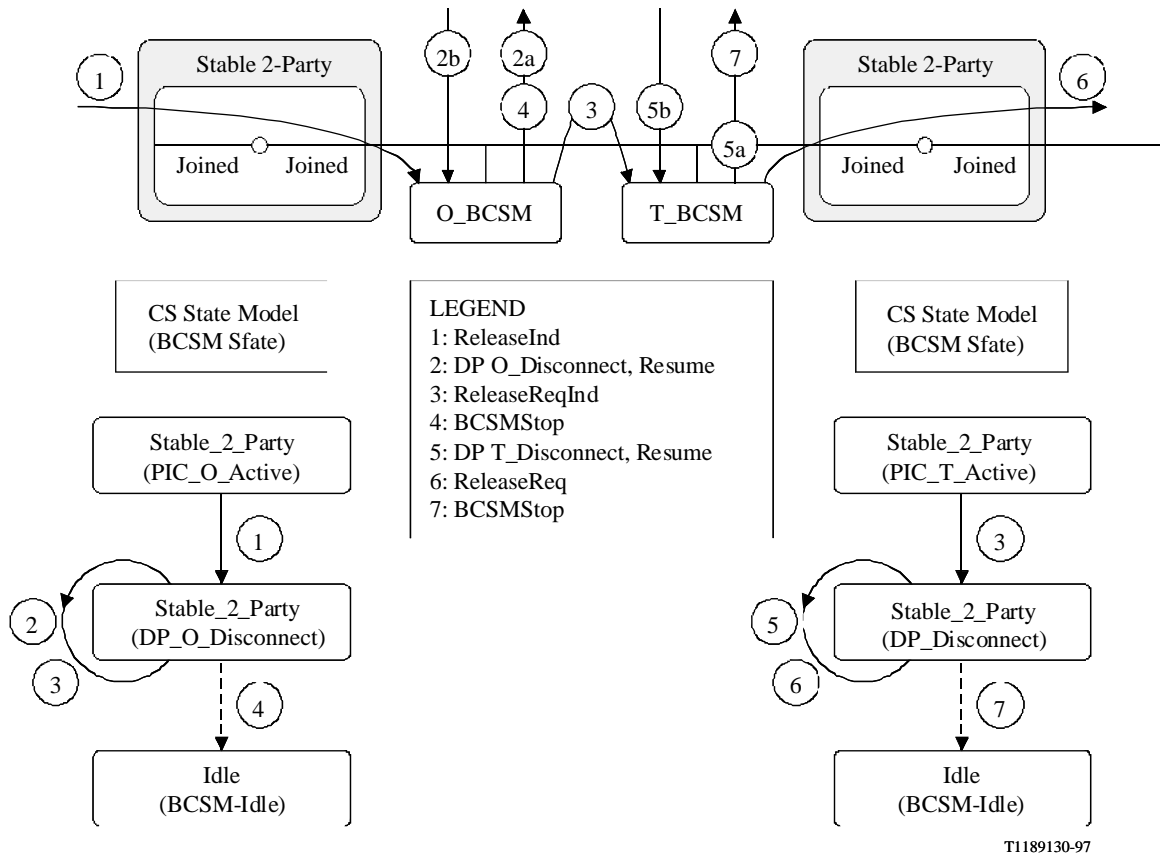 2b
2a
7
Stable 2-Party
Stable 2-Party
1
6
4
3
5b
5a
Joined
Joined
Joined
Joined
O_BCSM
T_BCSM
CS State Model
(BCSM Sfate)
LEGEND
1: ReleaseInd
2: DP O_Disconnect, Resume
3: ReleaseReqInd
4: BCSMStop
5: DP T_Disconnect, Resume
6: ReleaseReq
7: BCSMStop
CS State Model
(BCSM Sfate)
Stable_2_Party
(PIC_O_Active)
1
Stable_2_Party
(DP_O_Disconnect)
2
3
4
Idle
(BCSM-Idle)
Stable_2_Party
(PIC_T_Active)
3
Stable_2_Party
(DP_Disconnect)
5
6
7
Idle
(BCSM-Idle)
T1189130-97